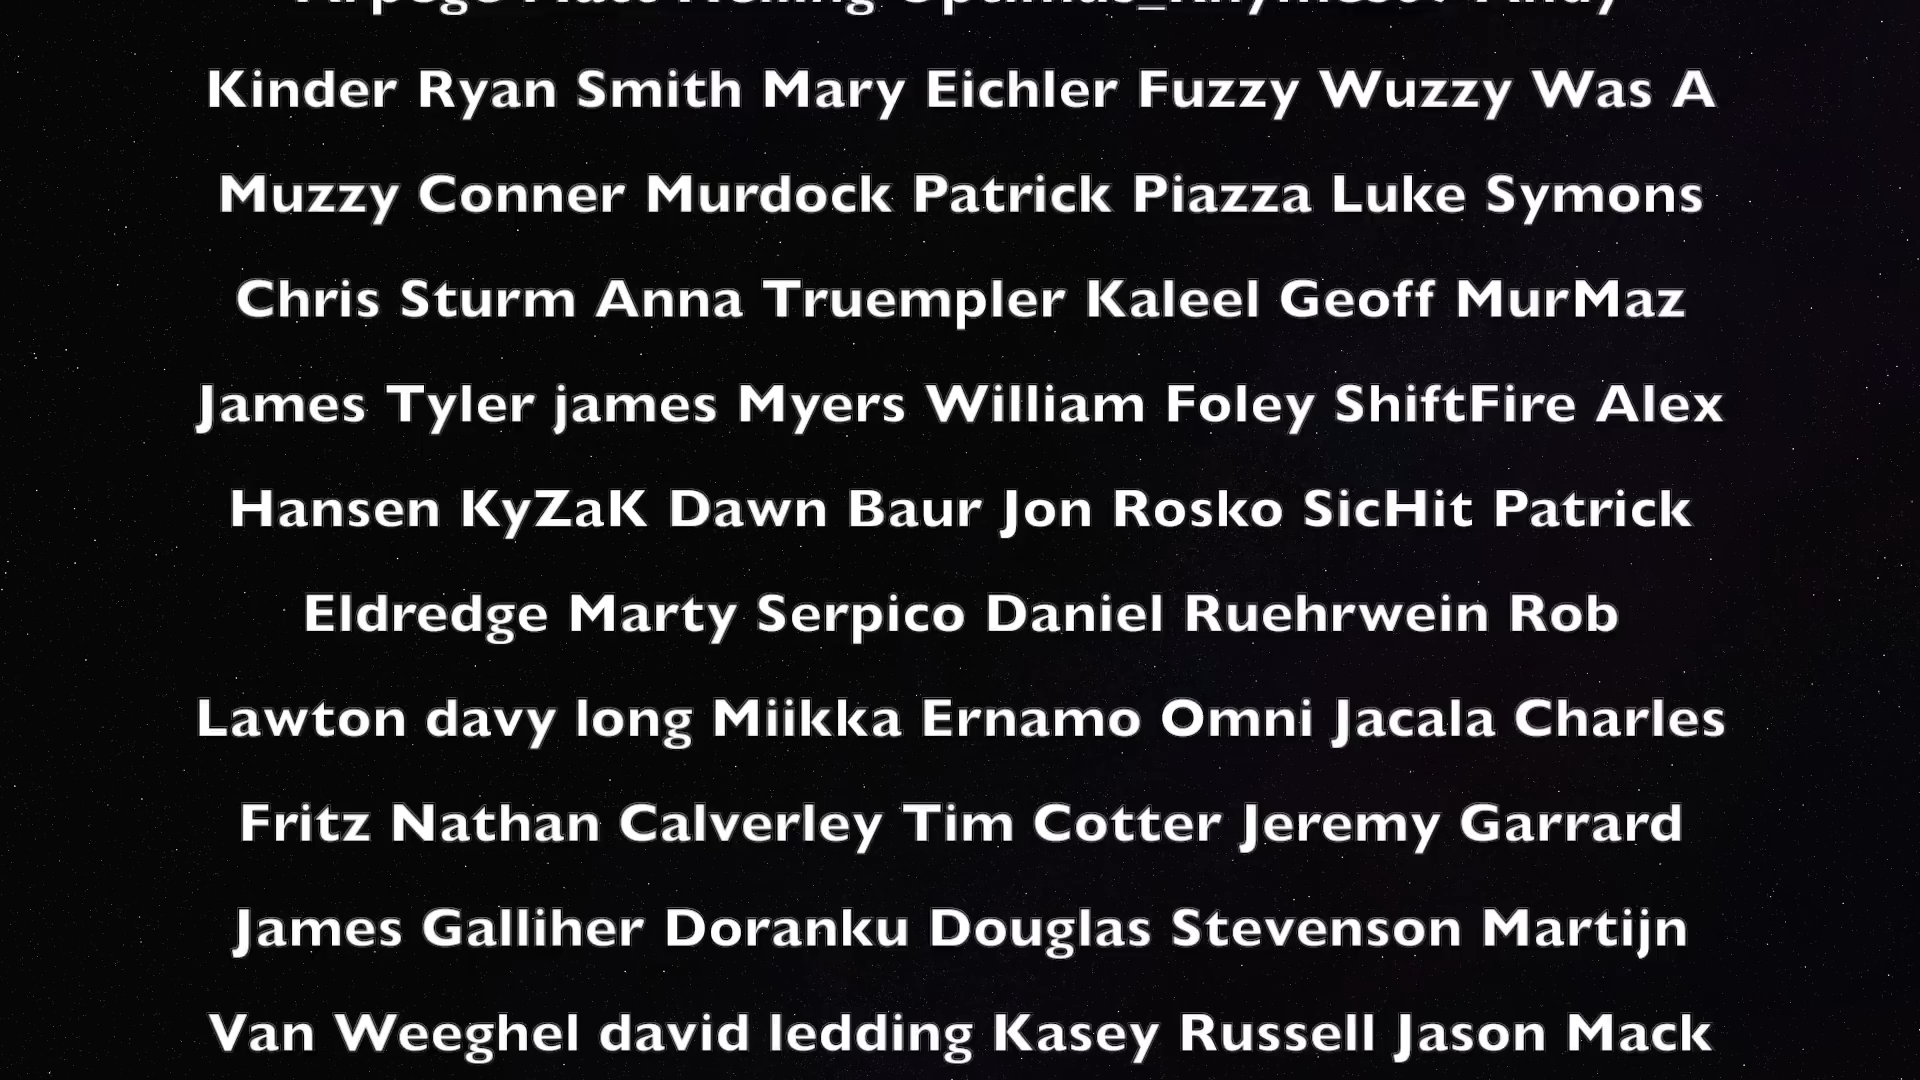 Kinder Ryan Smith Mary Eichler Fuzzy Wuzzy Was A
Muzzy Conner Murdock Patrick Piazza Luke Symons
Chris Sturm Anna Truempler Kaleel Geoff MurMaz
James Tyler james Myers William Foley ShiftFire Alex
Hansen KyZaK Dawn Baur Jon Rosko SicHit Patrick
Eldredge Marty Serpico Daniel Ruehrwein Rob
Lawton davy long Miikka Ernamo Omni Jacala Charles
Fritz Nathan Calverley Tim Cotter Jeremy Garrard
James Galliher Doranku Douglas Stevenson Martijn
Van Weeghel david ledding Kasey Russell Jason Mack